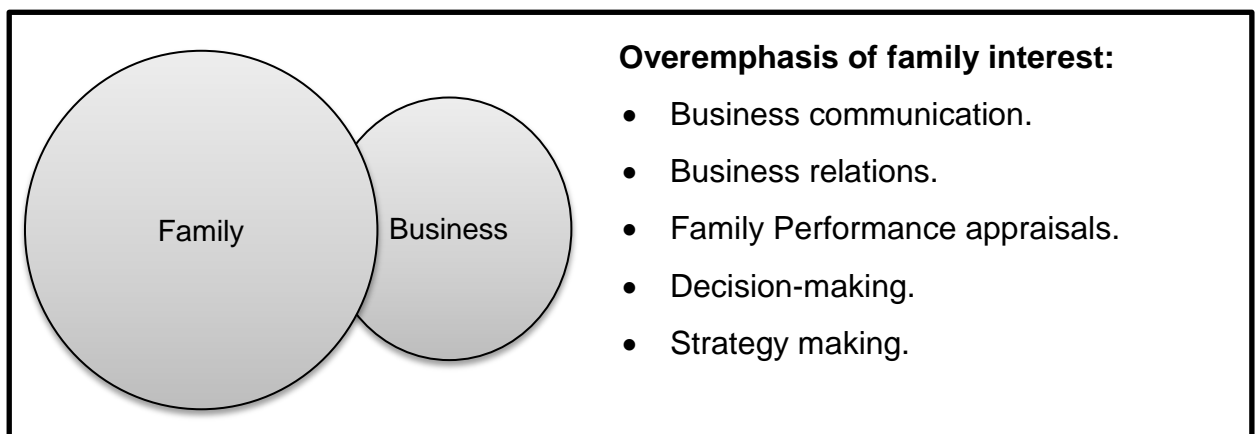 Overemphasis of family interest:
• Business communication.
• Business relations.
• Family Performance appraisals.
• Decision-making.
• Strategy making.
Family
Business